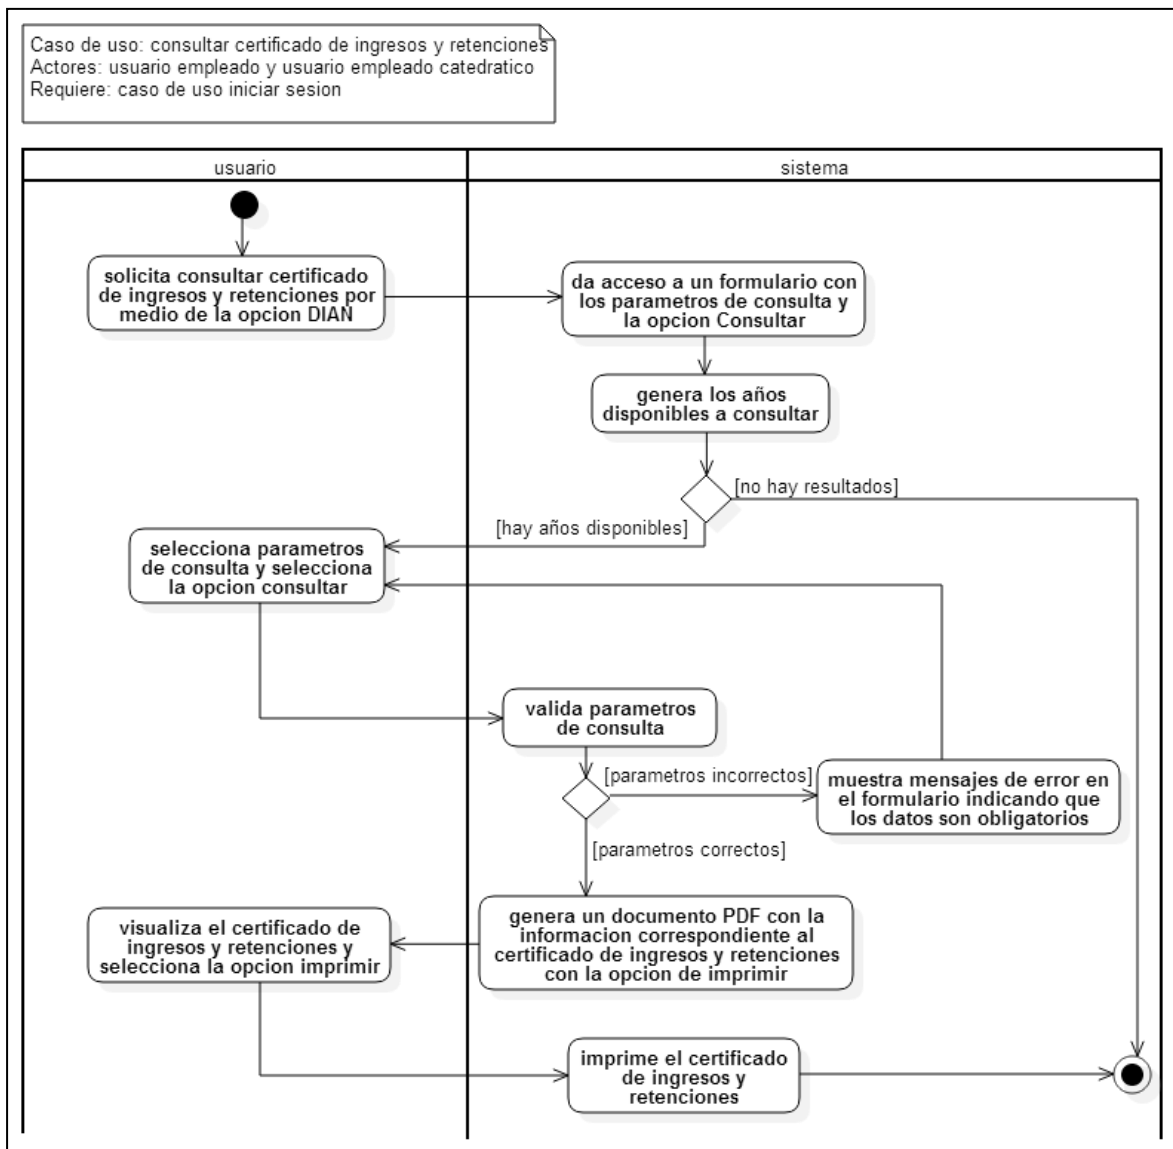 Caso de uso: consultar certificado de ingresos y retenciones
Actores: usuario empleado y usuario empleado catedratico
Requiere: caso de uso iniciar sesion
usuario
sistema
solicita consultar certificado
de ingresos y retenciones por
medio de la opcion DIAN
da acceso a un formulario con
los parametros de consulta y
la opcion Consultar
genera los años
disponibles a consultar
[no hay resultados]
[hay años disponibles]
selecciona parametros
de consulta y selecciona
la opcion consultar
valida parametros
de consulta
[parametros incorrectos]
muestra mensajes de error en
el formulario indicando que
los datos son obligatorios
[parametros correctos]
genera un documento PDF con la
informacion correspondiente al
certificado de ingresos y retenciones
con la opcion de imprimir
visualiza el certificado de
ingresos y retenciones y
selecciona la opcion imprimir
imprime el certificado
de ingresos y
retenciones